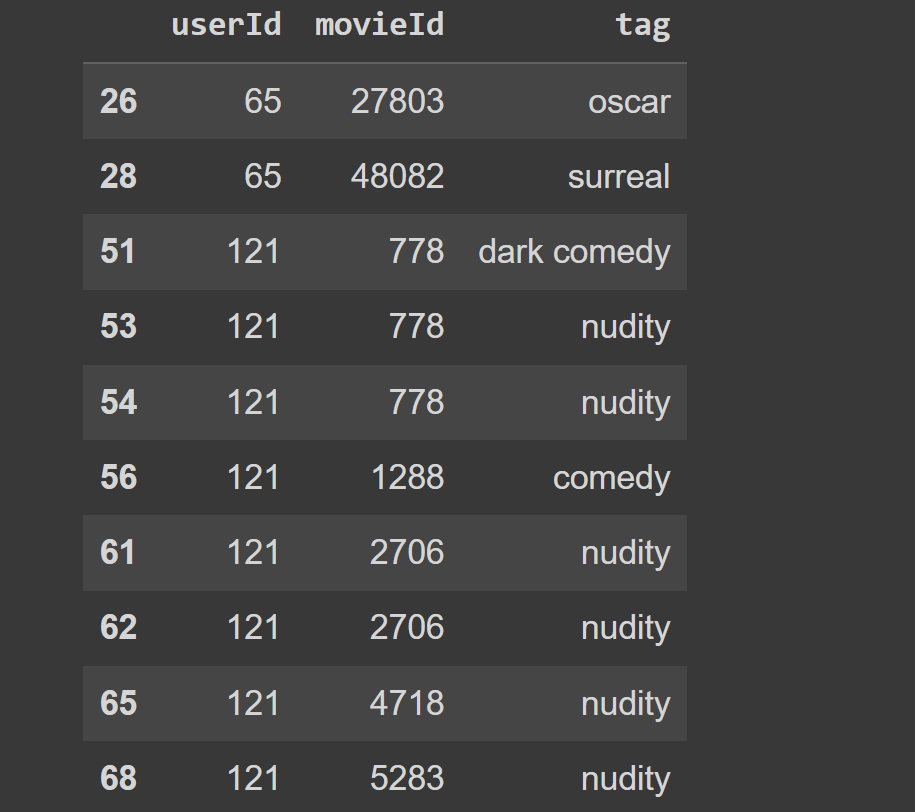 userId movieId tag
26 65 27803 oscar
28 65 48082 surreal
51 121 778 dark comedy
53 121 778 nudity
54 121 778 nudity
56 121 1288 comedy
61 121 2706 nudity
62 121 2706 nudity
65 121 4718 nudity
68 121 5283 nudity